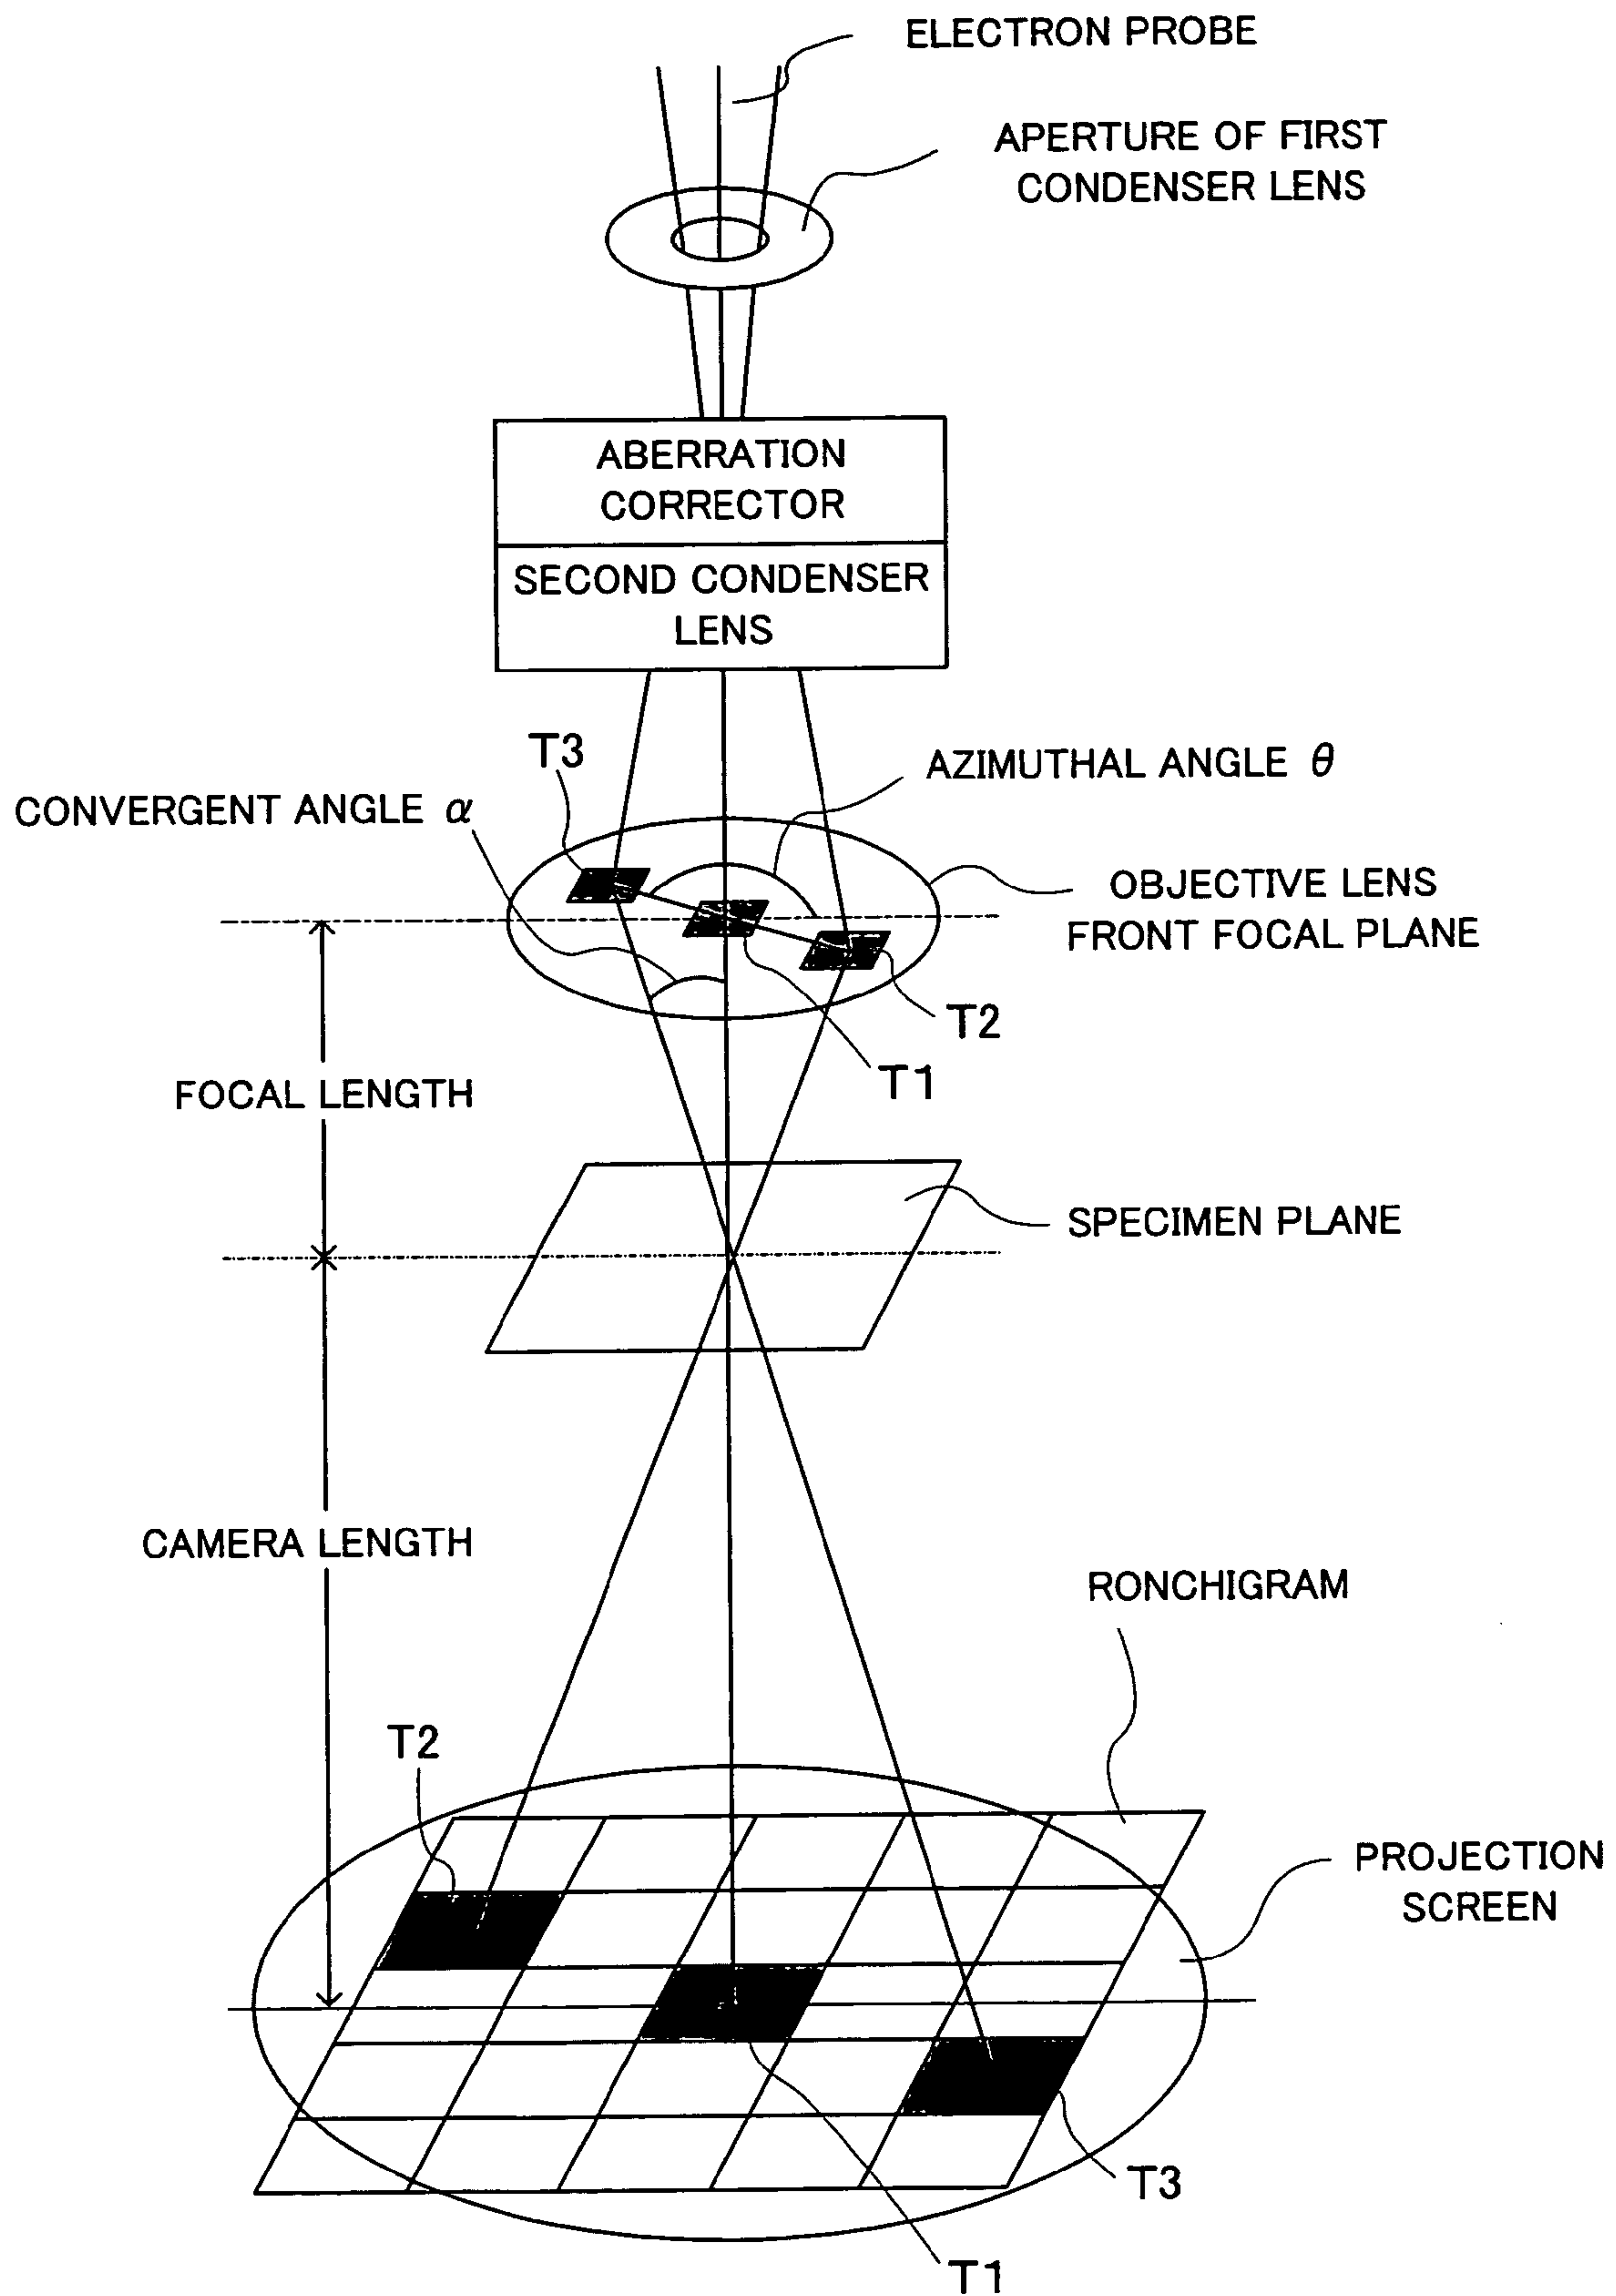 ELECTRON PROBE
APERTURE OF FIRST
CONDENSER LENS
ABERRATION
CORRECTOR
SECOND CONDENSER
LENS
T3
AZIMUTHAL ANGLE θ
CONVERGENT ANGLE α
OBJECTIVE LENS
FRONT FOCAL PLANE
T2
T1
FOCAL LENGTH
SPECIMEN PLANE
CAMERA LENGTH
RONCHIGRAM
T2
PROJECTION
SCREEN
T3
T1